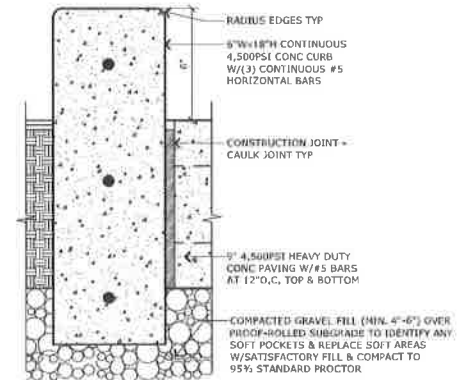 RADIUS EDGES TYP
6"W×18"H CONTINUOUS
4,500PSI CONC CURB
W/(3) CONTINUOUS #5
HORIZONTAL BARS
6"
CONSTRUCTION JOINT -
CAULK JOINT TYP
9" 4,500PSI HEAVY DUTY
CONC PAVING W/#5 BARS
AT 12"O.C. TOP & BOTTOM
COMPACTED GRAVEL FILL (MIN. 4"-6") OVER
PROOF-ROLLED SUBGRADE TO IDENTIFY ANY
SOFT POCKETS & REPLACE SOFT AREAS
W/SATISFACTORY FILL & COMPACT TO
95% STANDARD PROCTOR